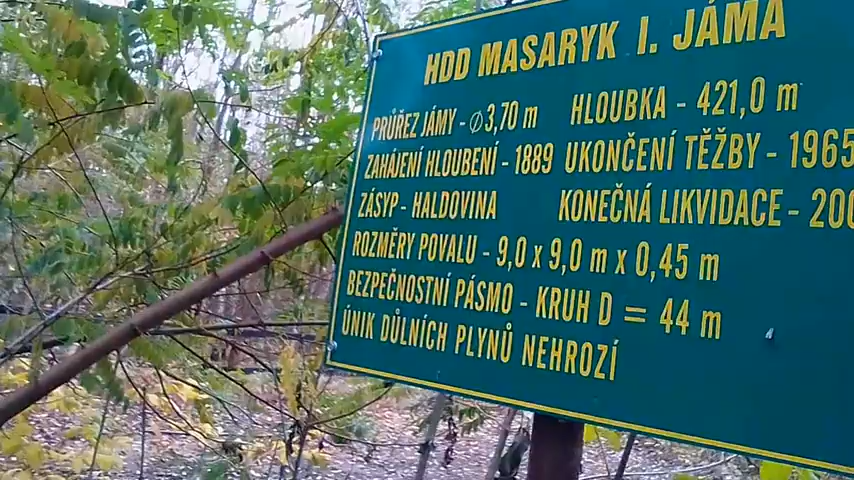 HDD MASARYK I. JÁMA
PRŮŘEZ JÁMY - ∅3,70 m HLOUBKA - 421,0 m
ZAHÁJENÍ HLOUBENÍ - 1889 UKONČENÍ TĚŽBY - 1965
ZÁSYP - HALDOVINA KONEČNÁ LIKVIDACE - 200
ROZMĚRY POVALU - 9,0 x 9,0 m x 0,45 m
BEZPEČNOSTNÍ PÁSMO - KRUH D = 44 m
ÚNIK DŮLNÍCH PLYNŮ NEHROZÍ